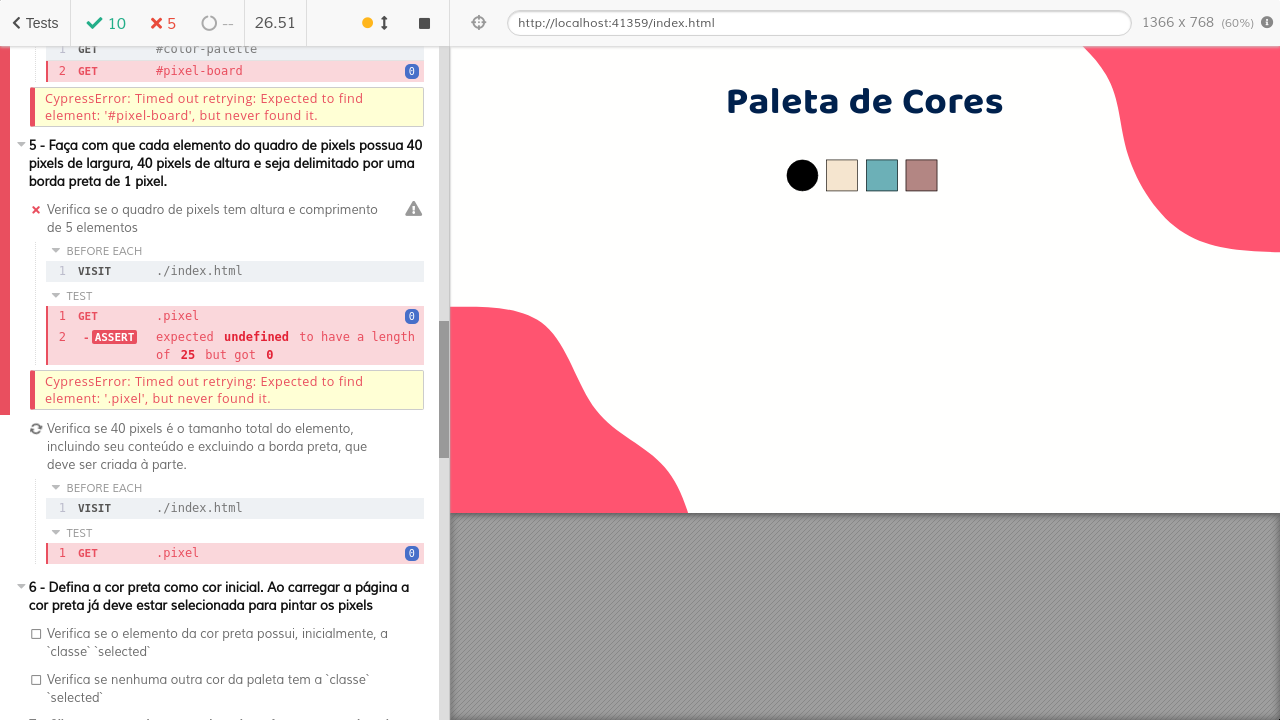 Tests 10 5 -- 26.51
http://localhost:41359/index.html 1366 x 768 (60%)
1 GET #color-palette
2 GET #pixel-board 0
CypressError: Timed out retrying: Expected to find
element: '#pixel-board', but never found it.
5 - Faça com que cada elemento do quadro de pixels possua 40
pixels de largura, 40 pixels de altura e seja delimitado por uma
borda preta de 1 pixel.
Verifica se o quadro de pixels tem altura e comprimento
de 5 elementos
BEFORE EACH
1 VISIT ./index.html
TEST
1 GET .pixel 0
2 -ASSERT expected undefined to have a length
of 25 but got 0
CypressError: Timed out retrying: Expected to find
element: '.pixel', but never found it.
Verifica se 40 pixels é o tamanho total do elemento,
incluindo seu conteúdo e excluindo a borda preta, que
deve ser criada à parte.
BEFORE EACH
1 VISIT ./index.html
TEST
1 GET .pixel 0
6 - Defina a cor preta como cor inicial. Ao carregar a página a
cor preta já deve estar selecionada para pintar os pixels
Verifica se o elemento da cor preta possui, inicialmente, a
`classe` `selected`
Verifica se nenhuma outra cor da paleta tem a `classe`
`selected`
Paleta de Cores